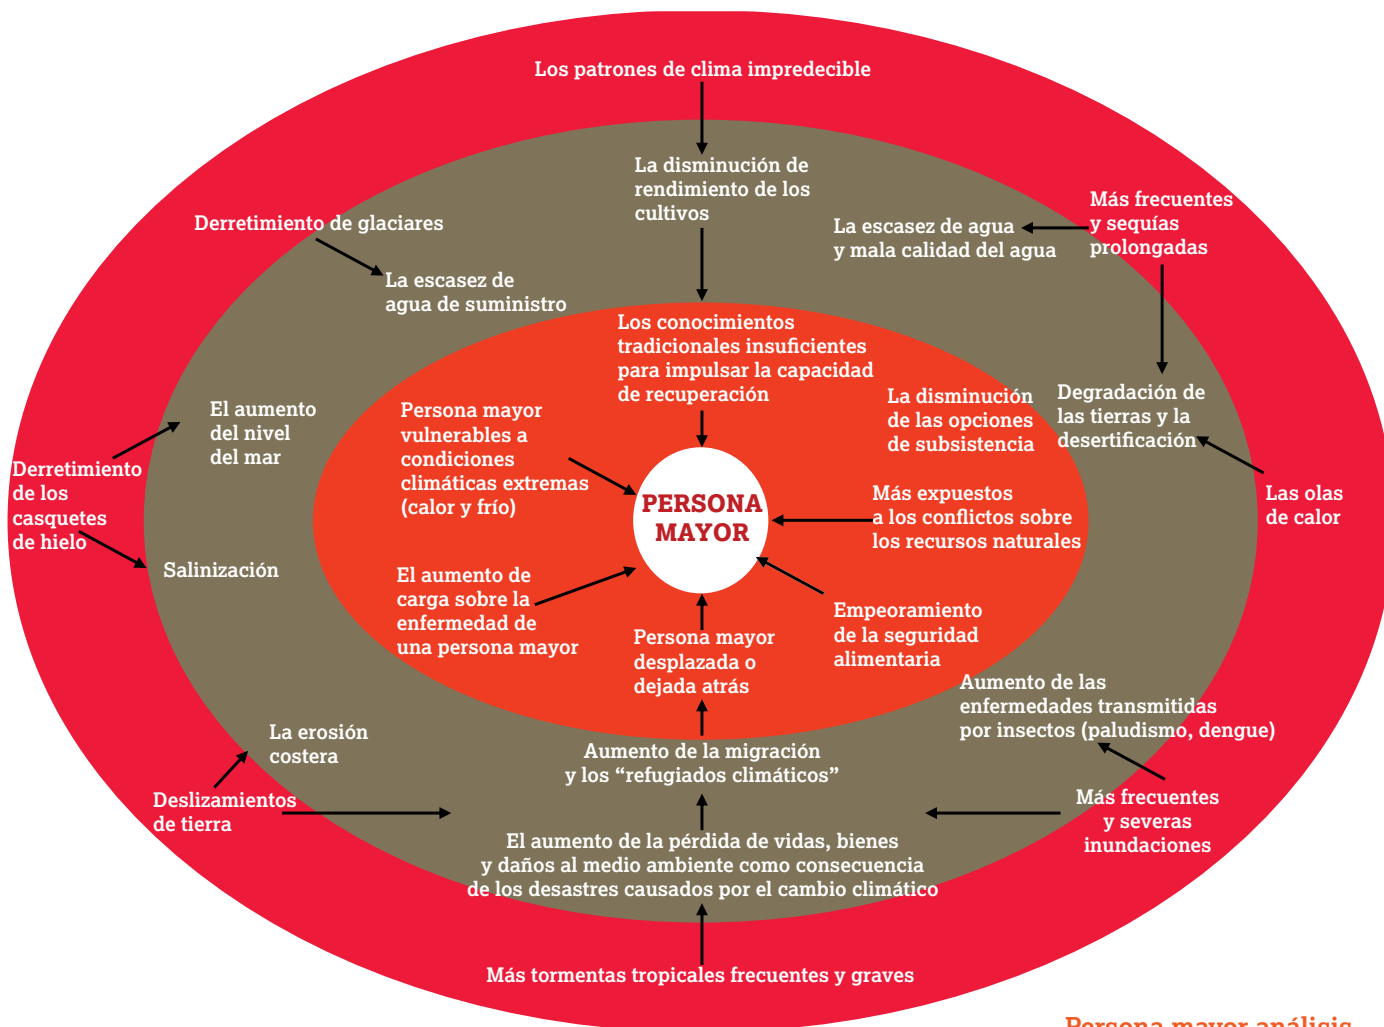 Los patrones de clima impredecible
La disminución de
rendimiento de los
cultivos
Más frecuentes
y sequías
prolongadas
Derretimiento de glaciares
La escasez de agua
y mala calidad del agua
La escasez de
agua de suministro
Los conocimientos
tradicionales insuficientes
para impulsar la capacidad
de recuperación
La disminución
de las opciones
de subsistencia
Degradación de
las tierras y la
desertificación
El aumento
del nivel
del mar
Persona mayor
vulnerables a
condiciones
climáticas extremas
(calor y frío)
Derretimiento
de los
casquetes
de hielo
PERSONA
MAYOR
Más expuestos
a los conflictos sobre
los recursos naturales
Las olas
de calor
Salinización
El aumento de
carga sobre la
enfermedad de
una persona mayor
Persona mayor
desplazada o
dejada atrás
Empeoramiento
de la seguridad
alimentaria
Aumento de las
enfermedades transmitidas
por insectos (paludismo, dengue)
La erosión
costera
Aumento de la migración
y los “refugiados climáticos”
Deslizamientos
de tierra
Más frecuentes
y severas
inundaciones
El aumento de la pérdida de vidas, bienes
y daños al medio ambiente como consecuencia
de los desastres causados por el cambio climático
Más tormentas tropicales frecuentes y graves
Persona mayor análisis